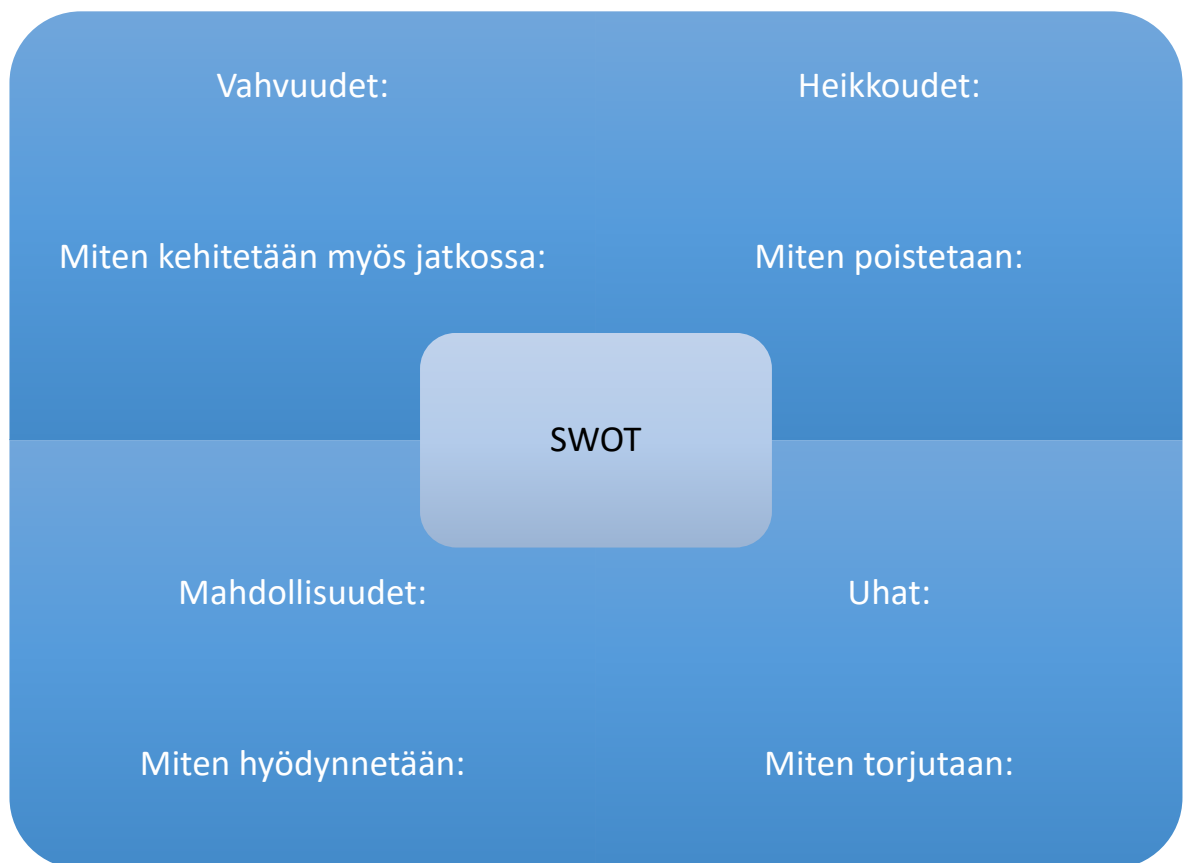 Vahvuudet:
Miten kehitetään myös jatkossa:
Heikkoudet:
Miten poistetaan:
SWOT
Mahdollisuudet:
Miten hyödynnetään:
Uhat:
Miten torjutaan: